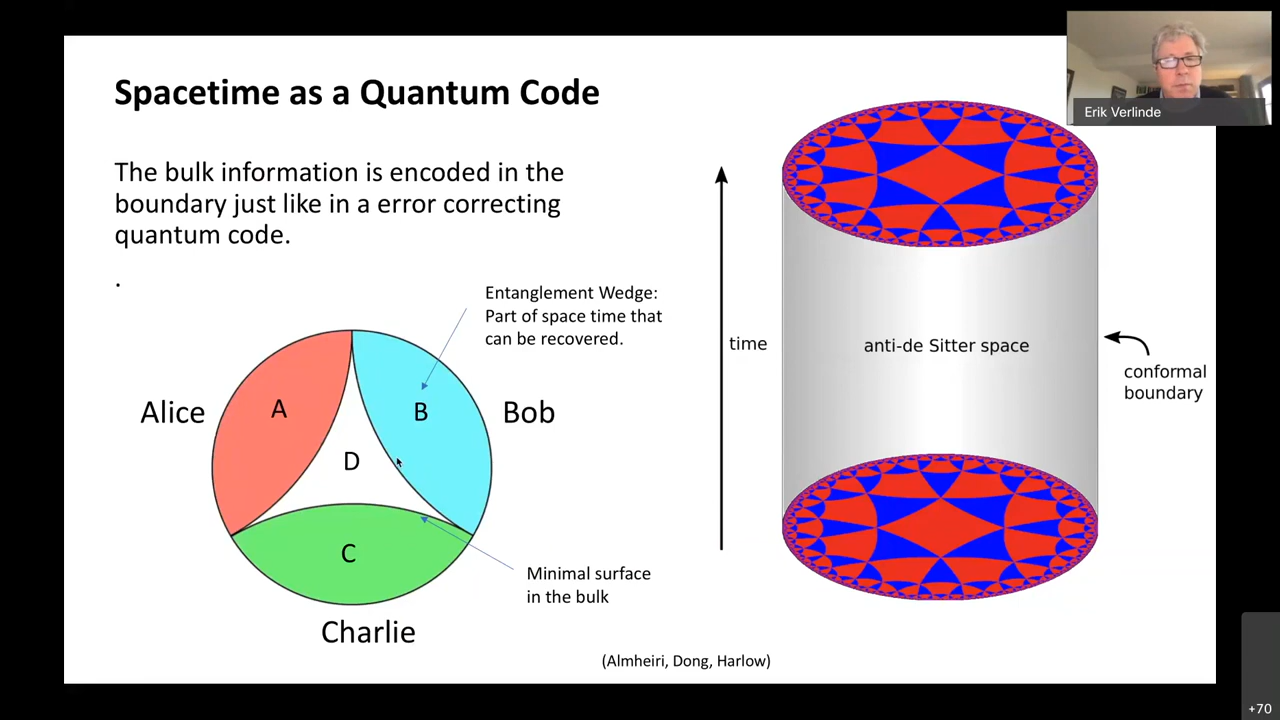 Spacetime as a Quantum Code
Erik Verlinde
The bulk information is encoded in the
boundary just like in a error correcting
quantum code.
.
Entanglement Wedge:
Part of space time that
can be recovered.
time
anti-de Sitter space
conformal
boundary
Alice
A
B
Bob
D
C
Minimal surface
in the bulk
Charlie
(Almheiri, Dong, Harlow)
+70